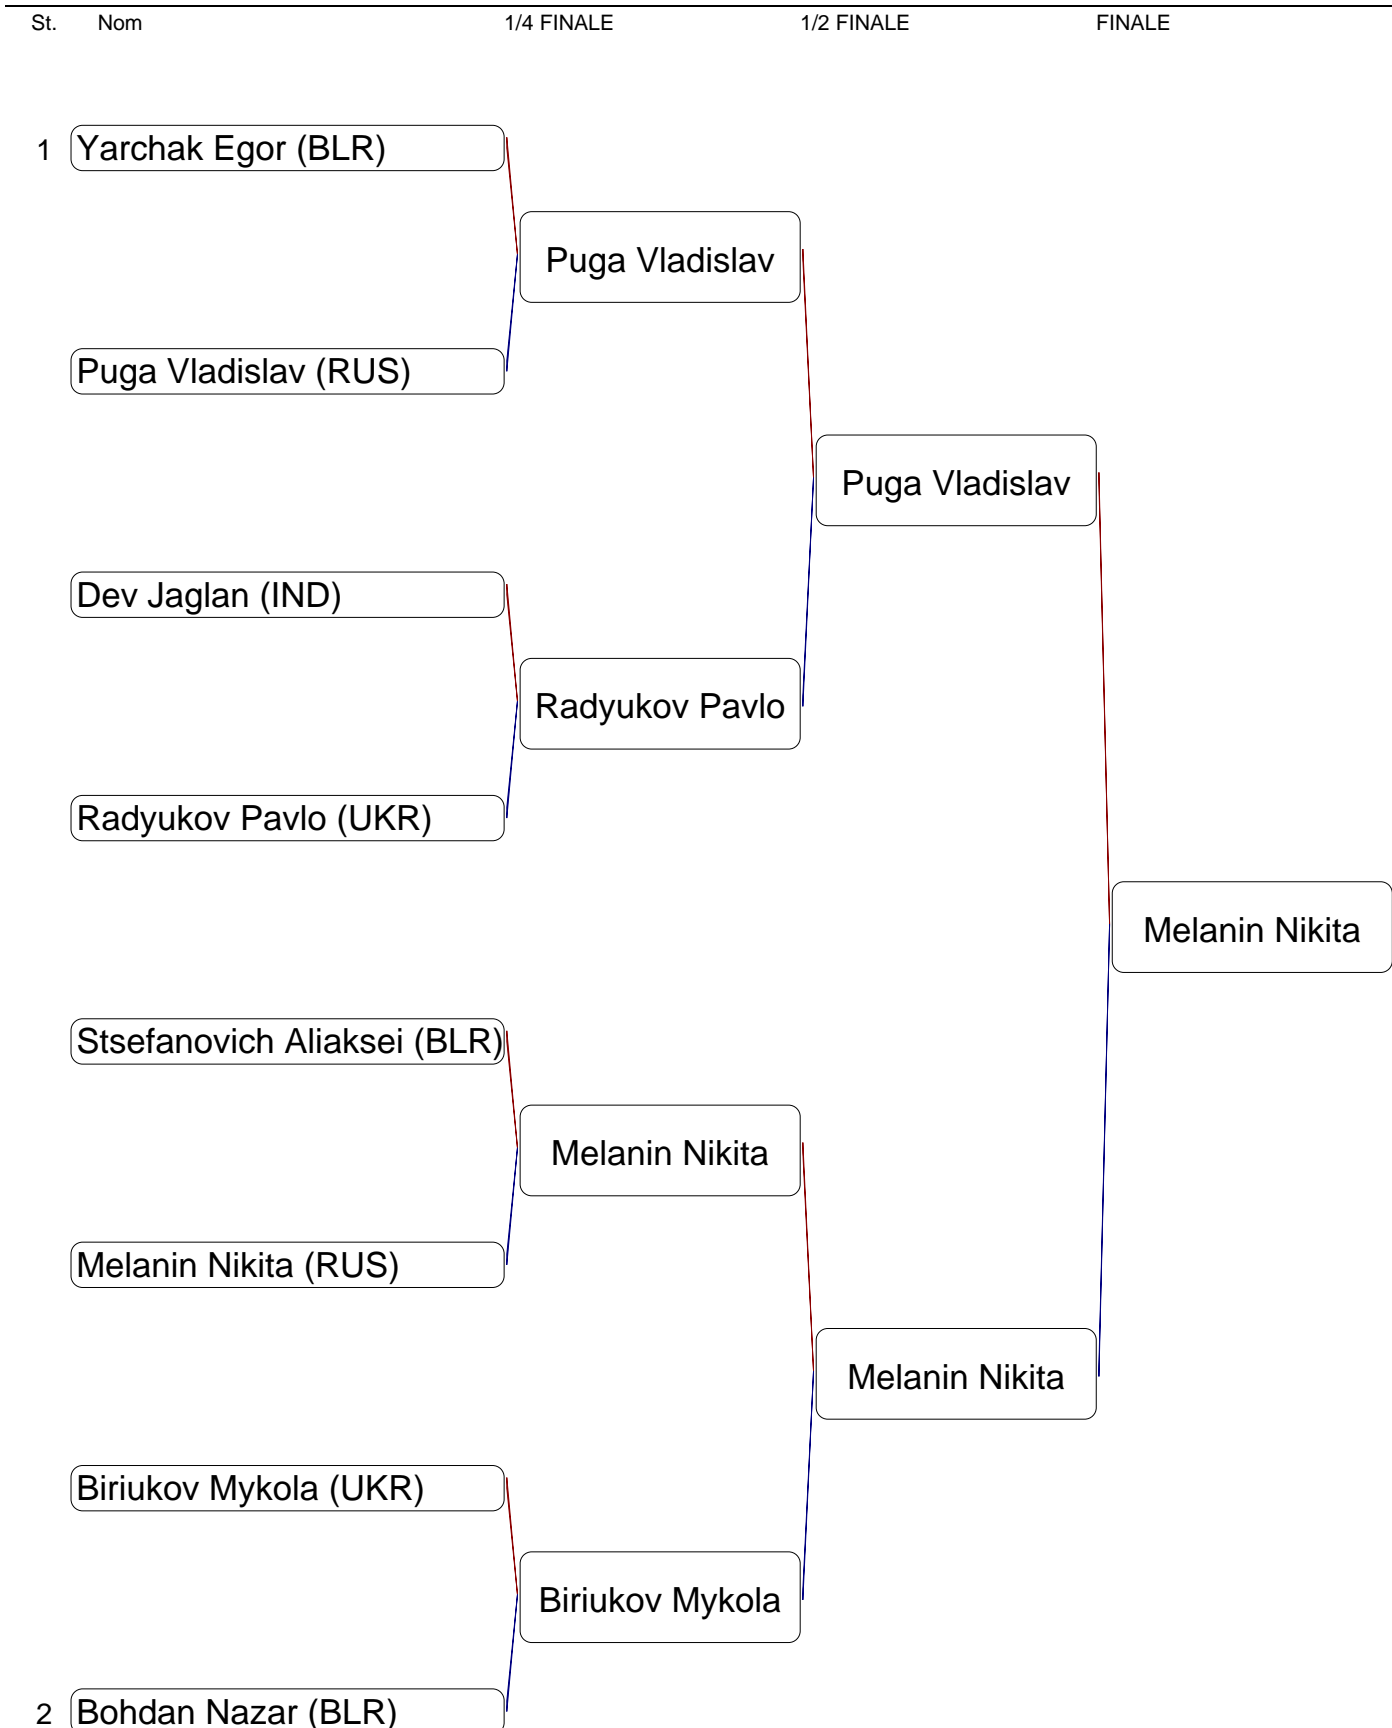 St. Nom 1/4 FINALE 1/2 FINALE FINALE
1 Yarchak Egor (BLR)
Puga Vladislav
Puga Vladislav (RUS)
Puga Vladislav
Dev Jaglan (IND)
Radyukov Pavlo
Radyukov Pavlo (UKR)
Melanin Nikita
Stsefanovich Aliaksei (BLR)
Melanin Nikita
Melanin Nikita (RUS)
Melanin Nikita
Biriukov Mykola (UKR)
Biriukov Mykola
2 Bohdan Nazar (BLR)